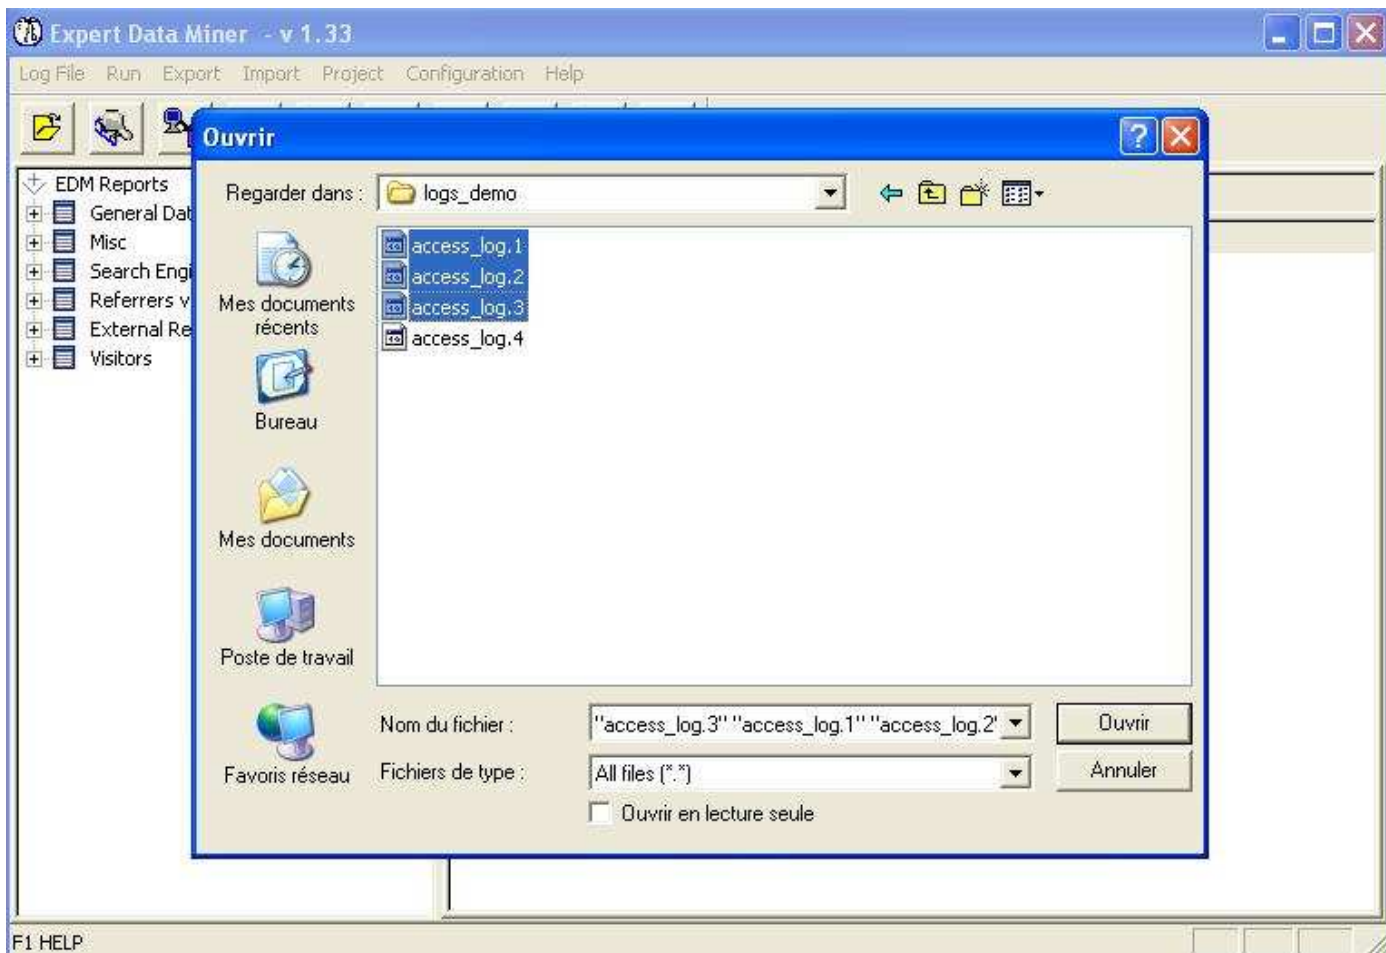 Expert Data Miner - v 1.33
Log File Run Export Import Project Configuration Help
Ouvrir
EDM Reports
General Dat
Misc
Search Engi
Referrers v
External Re
Visitors
Regarder dans :
logs_demo
Mes documents
récents
Bureau
Mes documents
Poste de travail
Favoris réseau
access_log.1
access_log.2
access_log.3
access_log.4
Nom du fichier :
"access_log.3" "access_log.1" "access_log.2"
Ouvrir
Fichiers de type :
All files (*.*)
Annuler
Ouvrir en lecture seule
F1 HELP